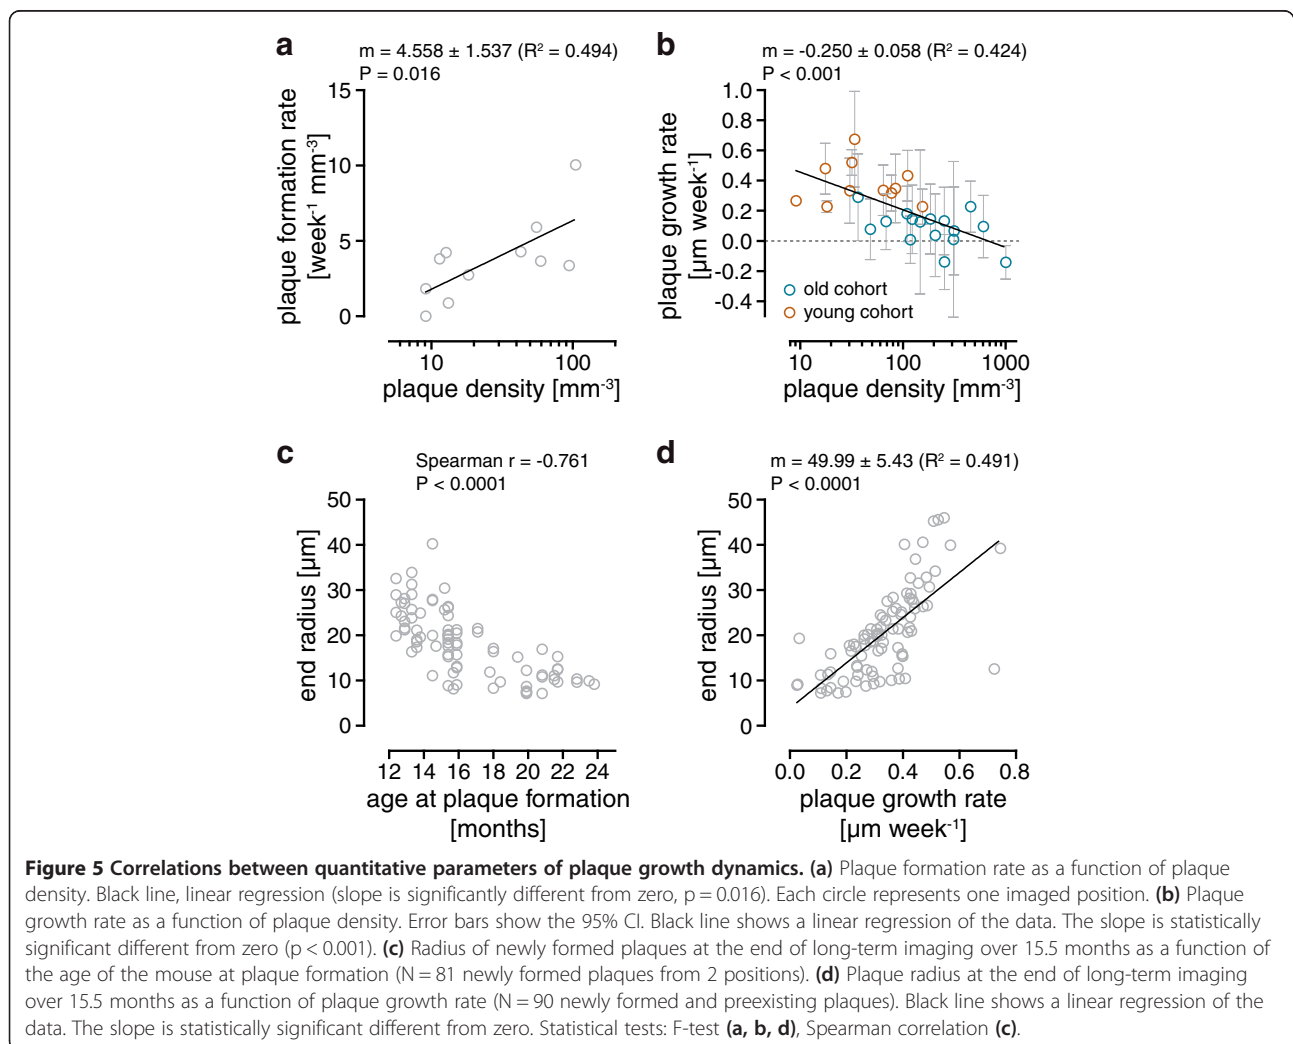 a
m = 4.558 ± 1.537 (R² = 0.494)
P = 0.016
plaque formation rate
[week⁻¹ mm⁻³]
15
10
5
0
10 100
plaque density [mm⁻³]
b
m = -0.250 ± 0.058 (R² = 0.424)
P < 0.001
plaque growth rate
[µm week⁻¹]
1.0
0.8
0.6
0.4
0.2
0.0
-0.2
-0.4
old cohort
young cohort
10 100 1000
plaque density [mm⁻³]
c
Spearman r = -0.761
P < 0.0001
end radius [µm]
50
40
30
20
10
0
12 14 16 18 20 22 24
age at plaque formation
[months]
d
m = 49.99 ± 5.43 (R² = 0.491)
P < 0.0001
end radius [µm]
50
40
30
20
10
0
0.0 0.2 0.4 0.6 0.8
plaque growth rate
[µm week⁻¹]
Figure 5 Correlations between quantitative parameters of plaque growth dynamics. (a) Plaque formation rate as a function of plaque
density. Black line, linear regression (slope is significantly different from zero, p = 0.016). Each circle represents one imaged position. (b) Plaque
growth rate as a function of plaque density. Error bars show the 95% CI. Black line shows a linear regression of the data. The slope is statistically
significant different from zero (p < 0.001). (c) Radius of newly formed plaques at the end of long-term imaging over 15.5 months as a function of
the age of the mouse at plaque formation (N = 81 newly formed plaques from 2 positions). (d) Plaque radius at the end of long-term imaging
over 15.5 months as a function of plaque growth rate (N = 90 newly formed and preexisting plaques). Black line shows a linear regression of the
data. The slope is statistically significant different from zero. Statistical tests: F-test (a, b, d), Spearman correlation (c).